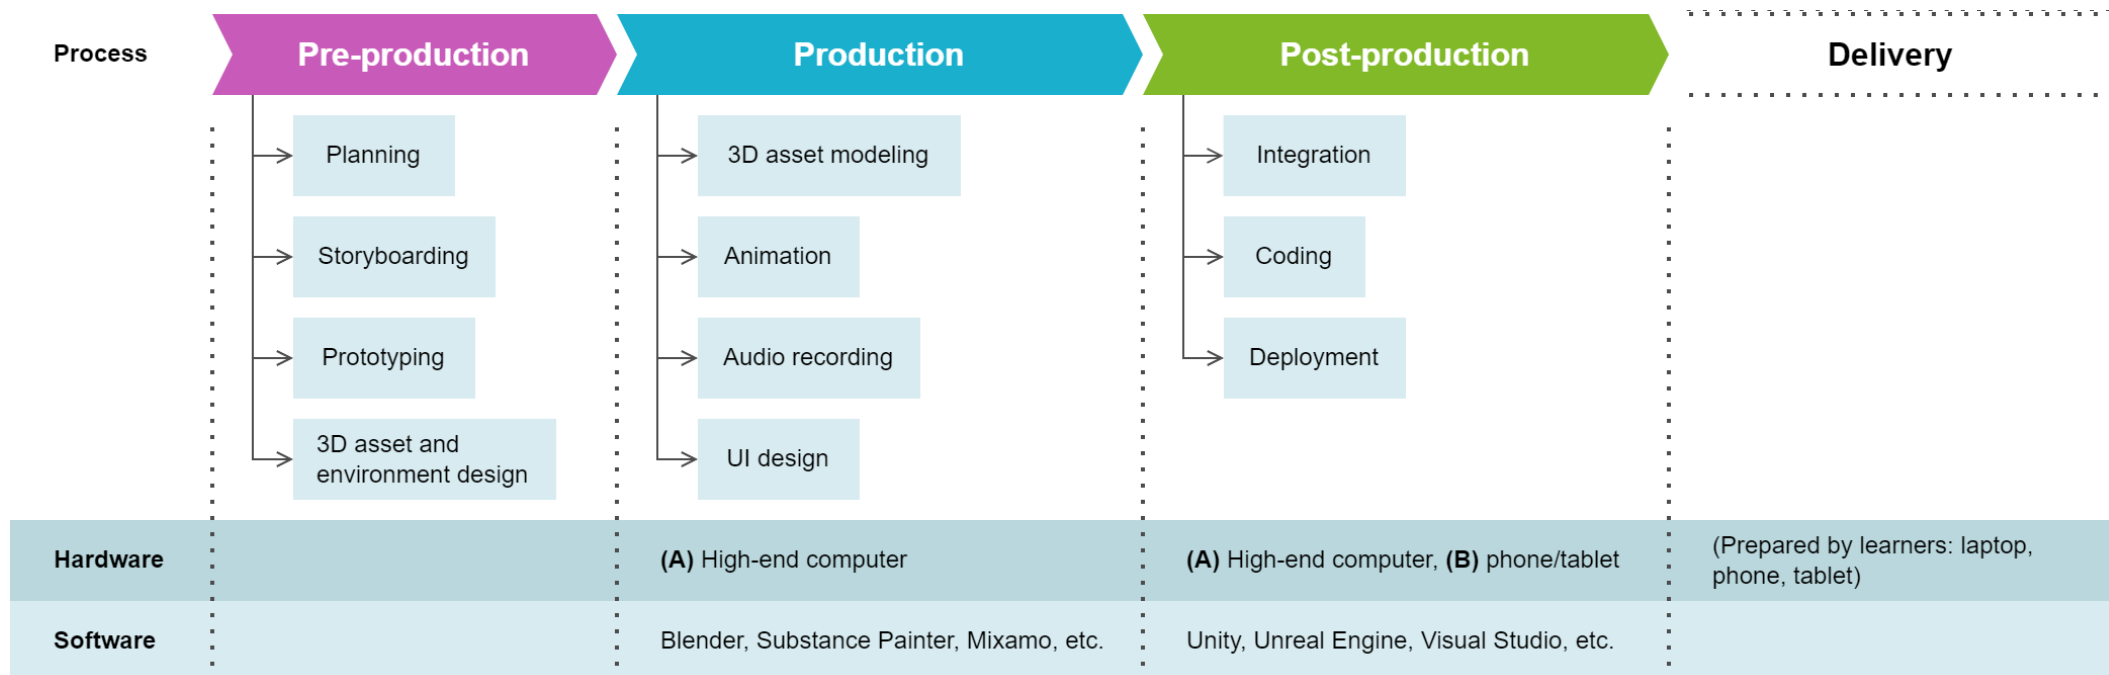 Process
Pre-production
Production
Post-production
Delivery
Planning
Storyboarding
Prototyping
3D asset and
environment design
3D asset modeling
Animation
Audio recording
UI design
Integration
Coding
Deployment
Hardware
(A) High-end computer
(A) High-end computer, (B) phone/tablet
(Prepared by learners: laptop,
phone, tablet)
Software
Blender, Substance Painter, Mixamo, etc.
Unity, Unreal Engine, Visual Studio, etc.